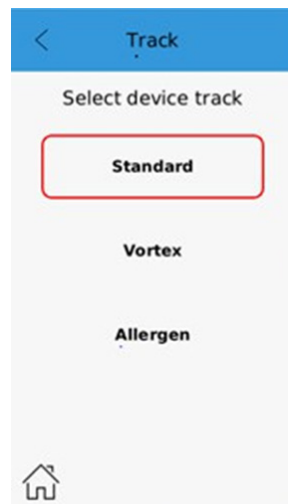 Track
Select device track
Standard
Vortex
Allergen